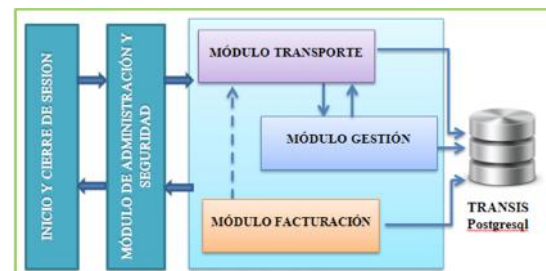 INICIO Y CIERRE DE SESION
MÓDULO DE ADMINISTRACIÓN Y
SEGURIDAD
MÓDULO TRANSPORTE
MÓDULO GESTIÓN
MÓDULO FACTURACIÓN
TRANSIS
Postgresql